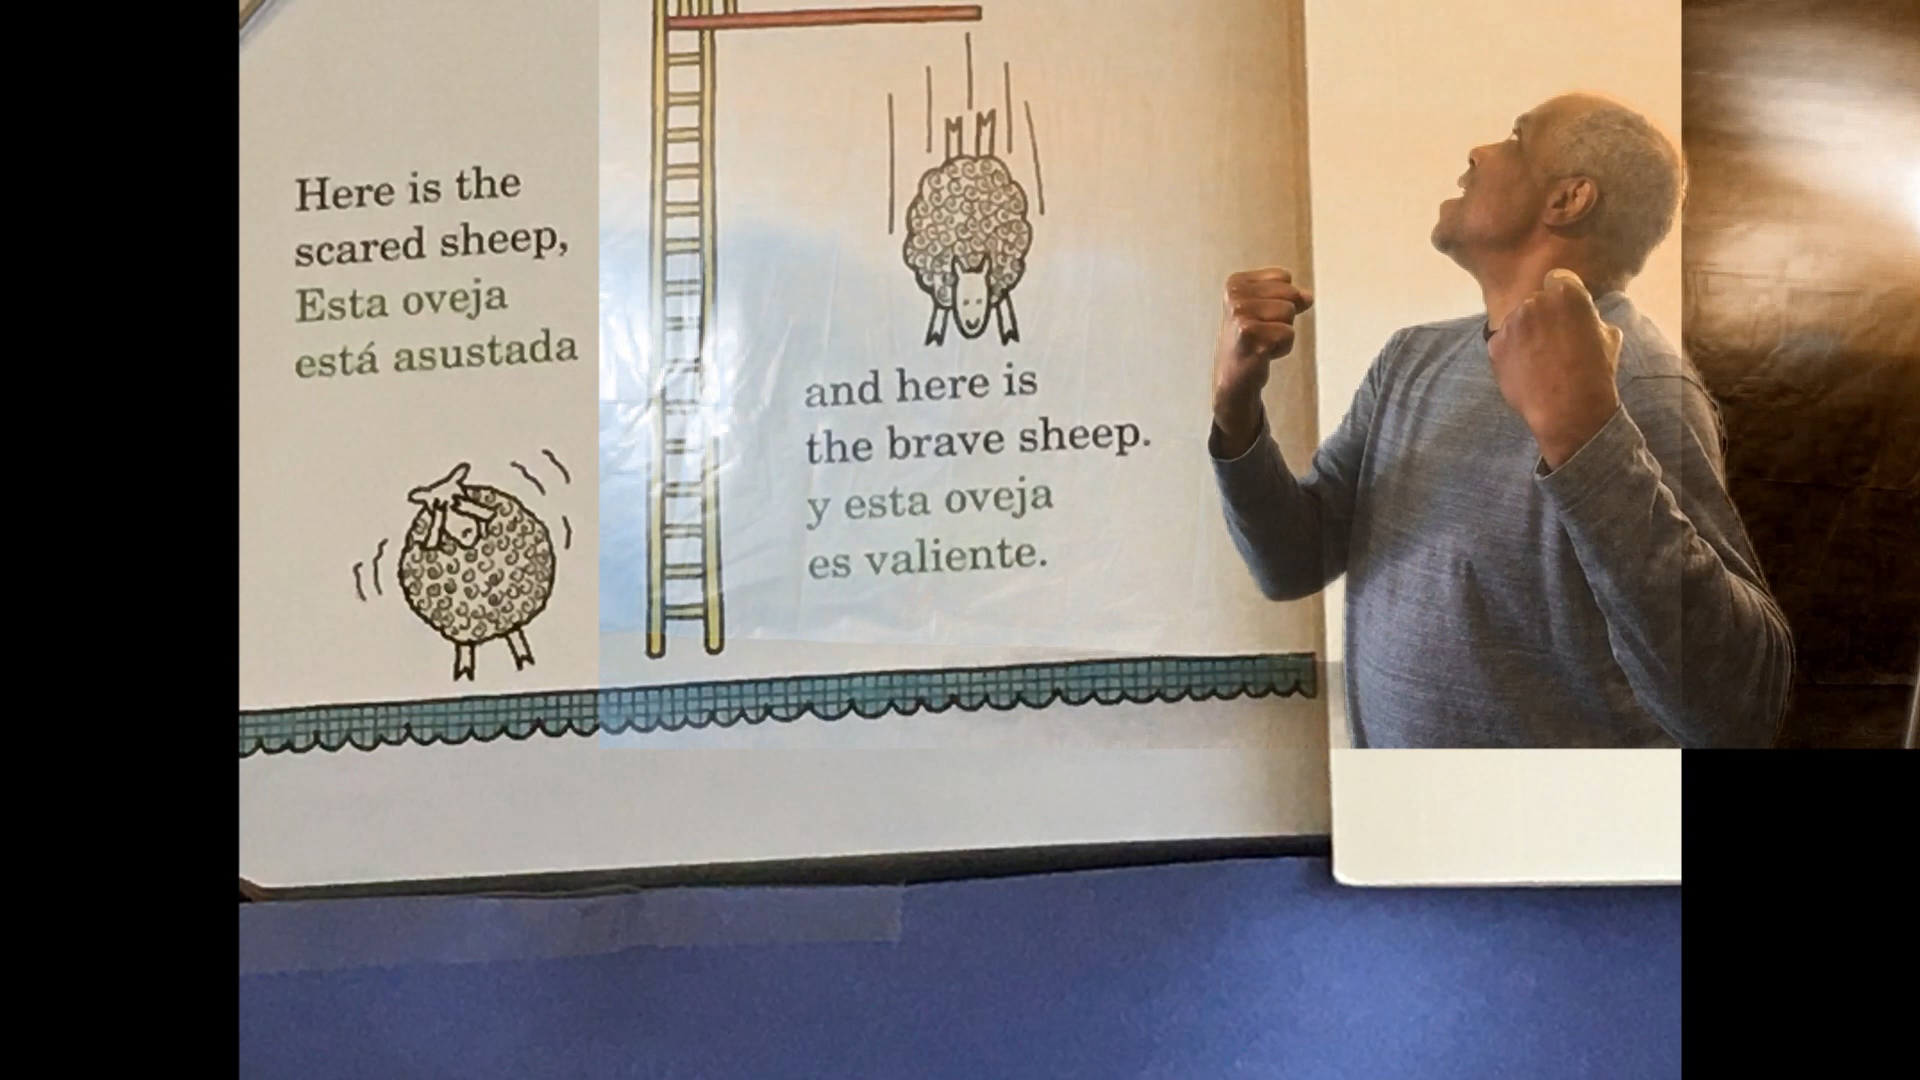 Here is the
scared sheep,
Esta oveja
está asustada
and here is
the brave sheep.
y esta oveja
es valiente.